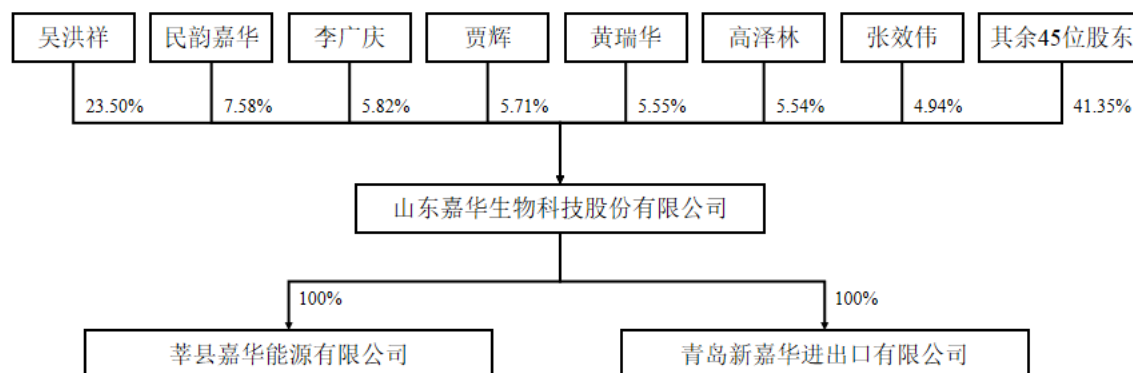 吴洪祥 民韵嘉华 李广庆 贾辉 黄瑞华 高泽林 张效伟 其余45位股东
23.50% 7.58% 5.82% 5.71% 5.55% 5.54% 4.94% 41.35%
山东嘉华生物科技股份有限公司
100% 100%
莘县嘉华能源有限公司 青岛新嘉华进出口有限公司